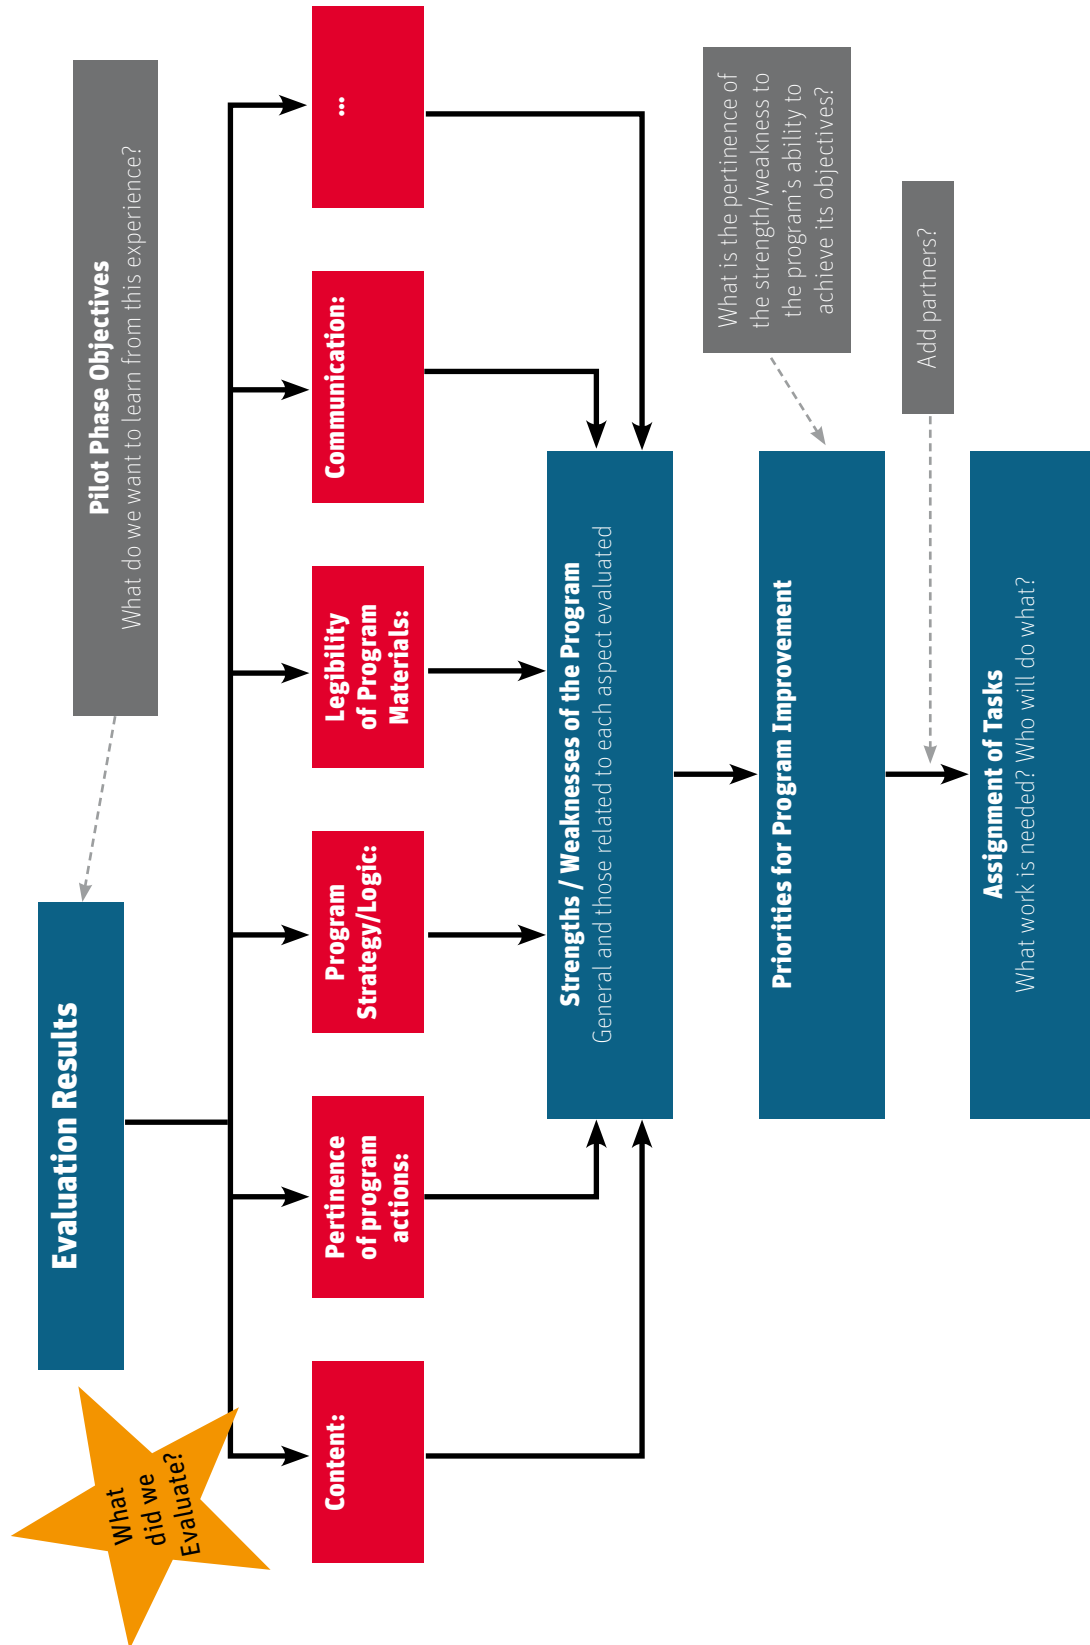 What
did we
Evaluate?
Evaluation Results
Pilot Phase Objectives
What do we want to learn from this experience?
Content:
Pertinence
of program
actions:
Program
Strategy/Logic:
Legibility
of Program
Materials:
Communication:
...
Strengths / Weaknesses of the Program
General and those related to each aspect evaluated
What is the pertinence of
the strength/weakness to
the program’s ability to
achieve its objectives?
Priorities for Program Improvement
Add partners?
Assignment of Tasks
What work is needed? Who will do what?